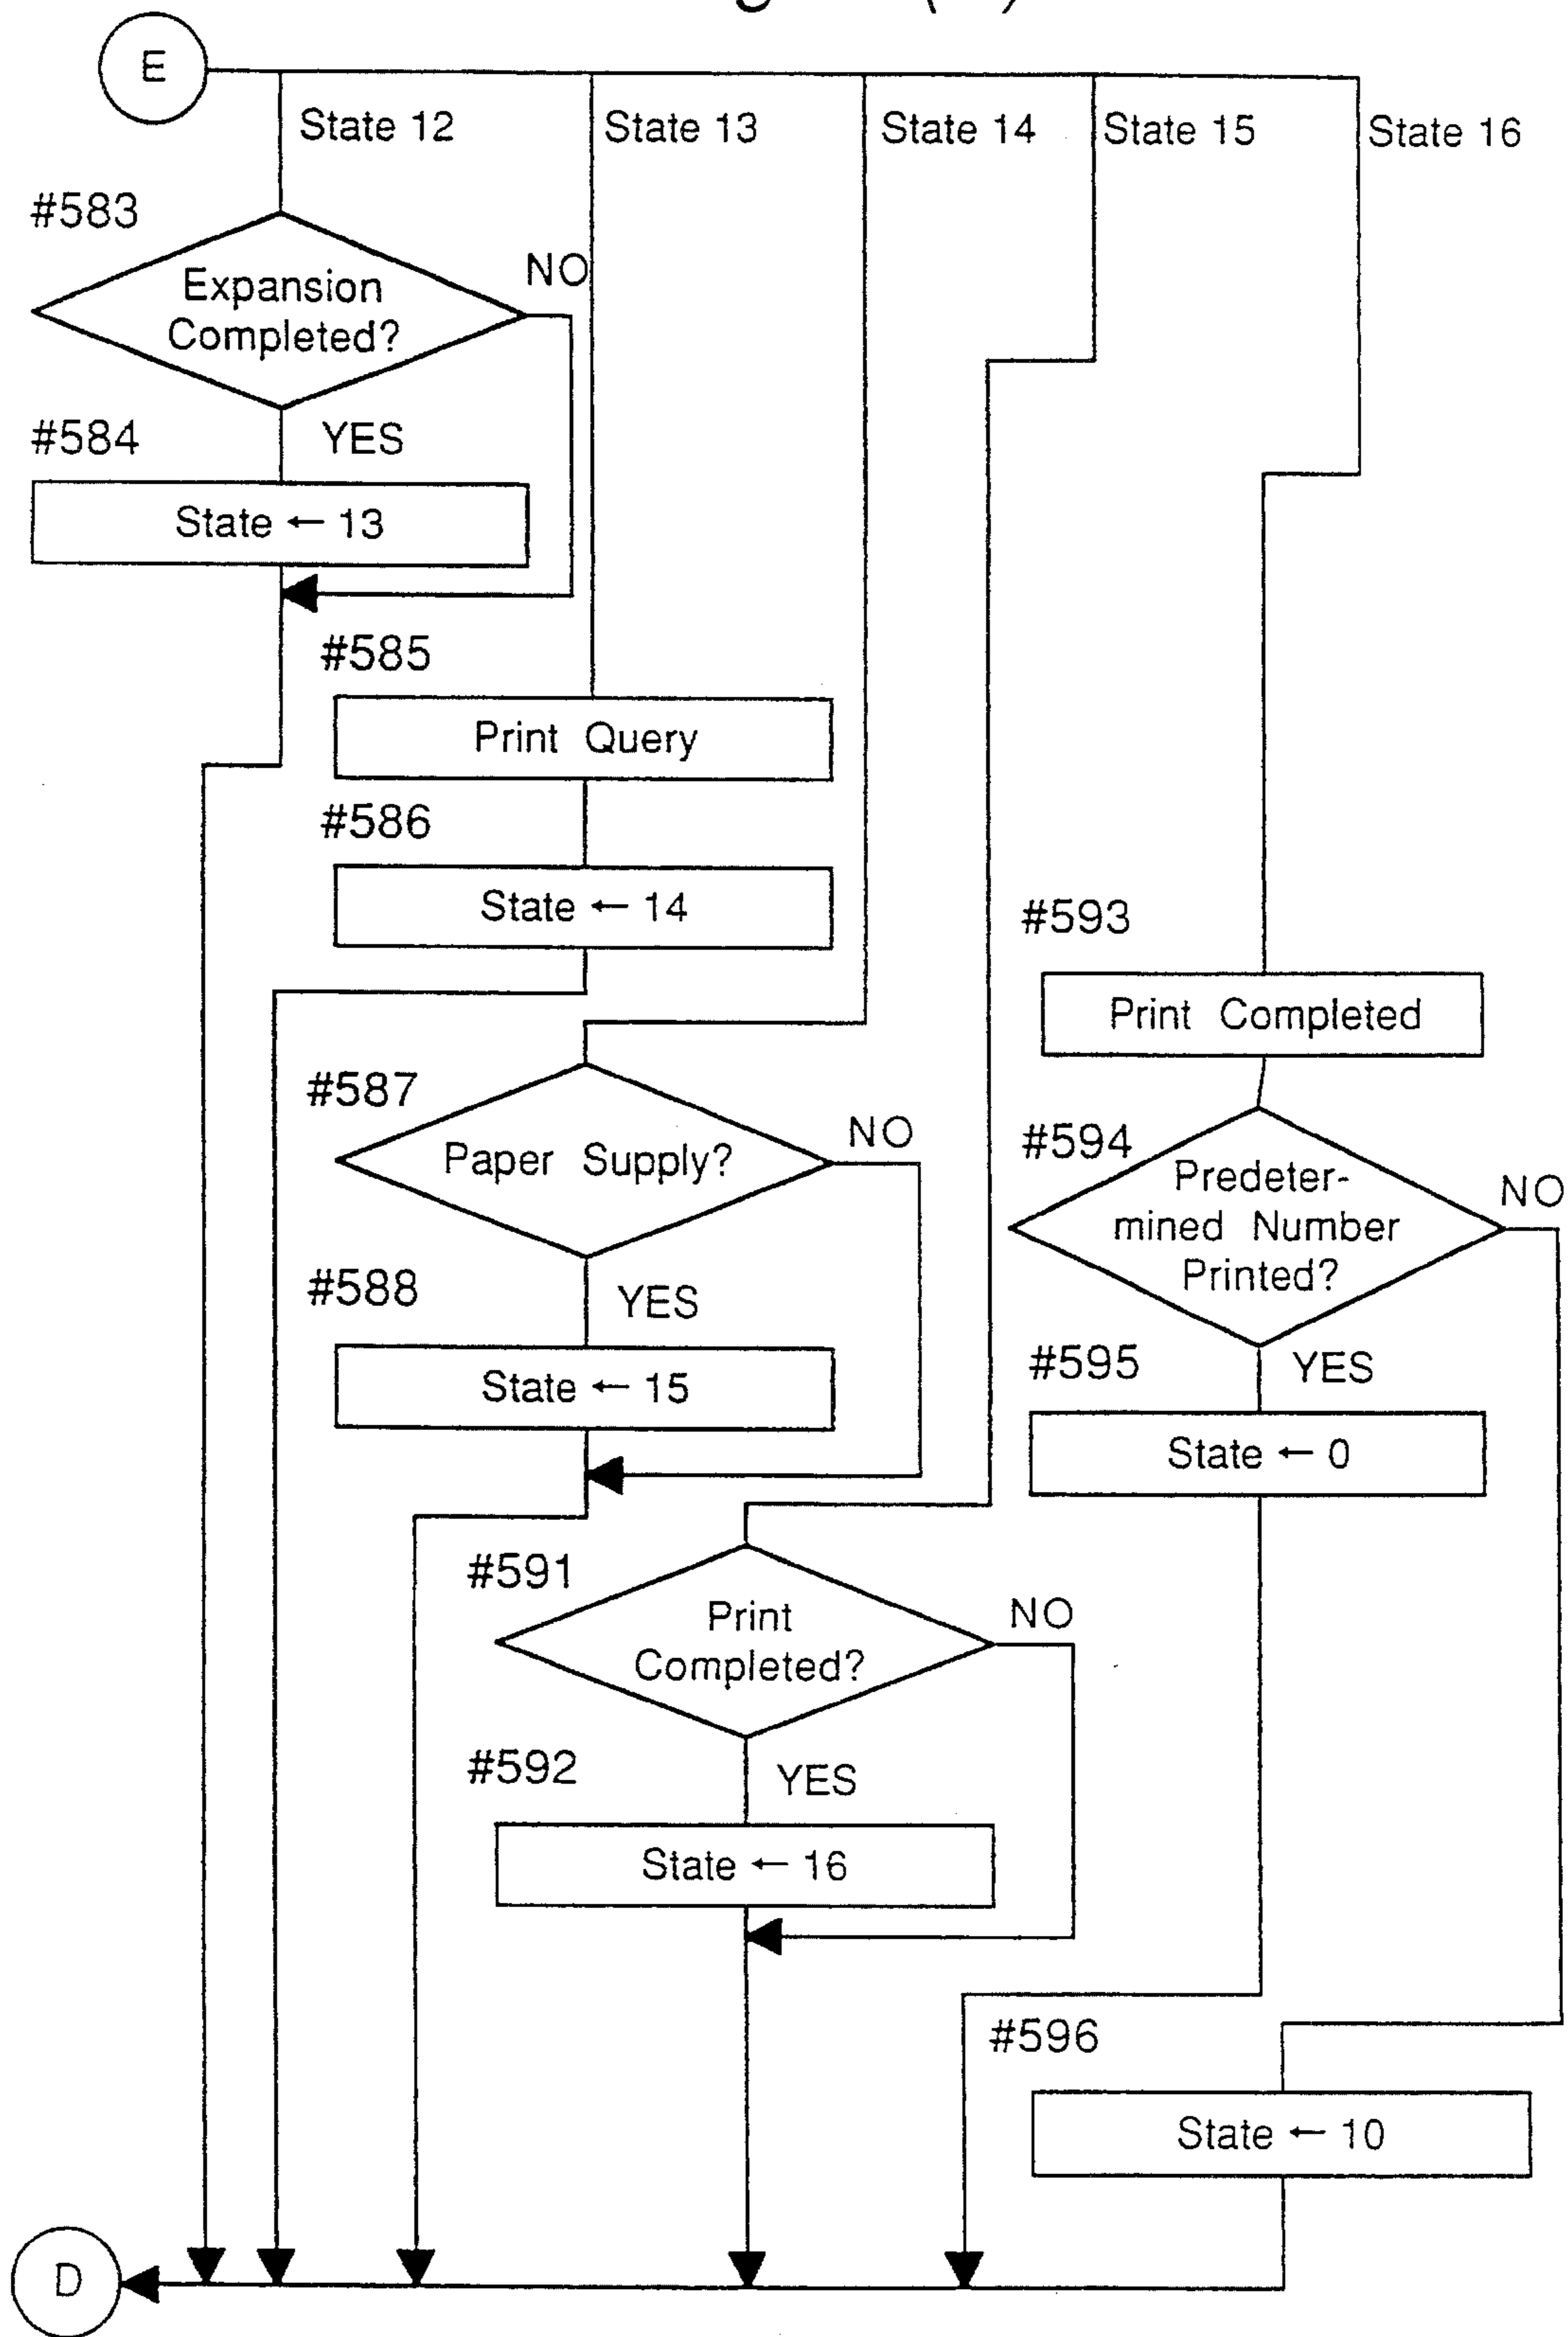 E
State 12
State 13
State 14
State 15
State 16
#583
Expansion
Completed?
NO
#584
YES
State ← 13
#585
Print Query
#586
State ← 14
#587
Paper Supply?
NO
#588
YES
State ← 15
#591
Print
Completed?
NO
#592
YES
State ← 16
#593
Print Completed
#594
Predeter-
mined Number
Printed?
NO
#595
YES
State ← 0
#596
State ← 10
D